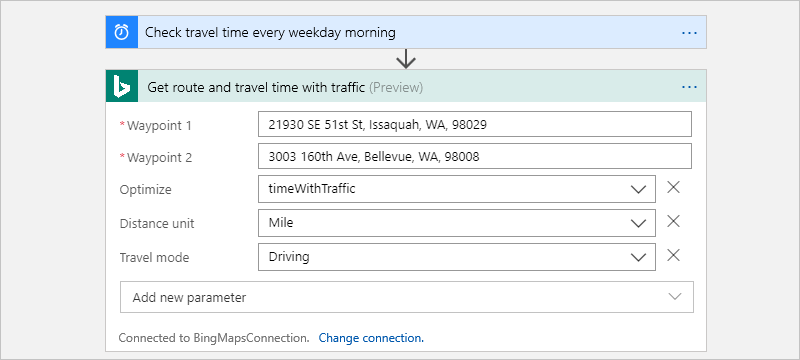 Check travel time every weekday morning
Get route and travel time with traffic (Preview)
* Waypoint 1 21930 SE 51st St, Issaquah, WA, 98029
* Waypoint 2 3003 160th Ave, Bellevue, WA, 98008
Optimize timeWithTraffic
Distance unit Mile
Travel mode Driving
Add new parameter
Connected to BingMapsConnection. Change connection.